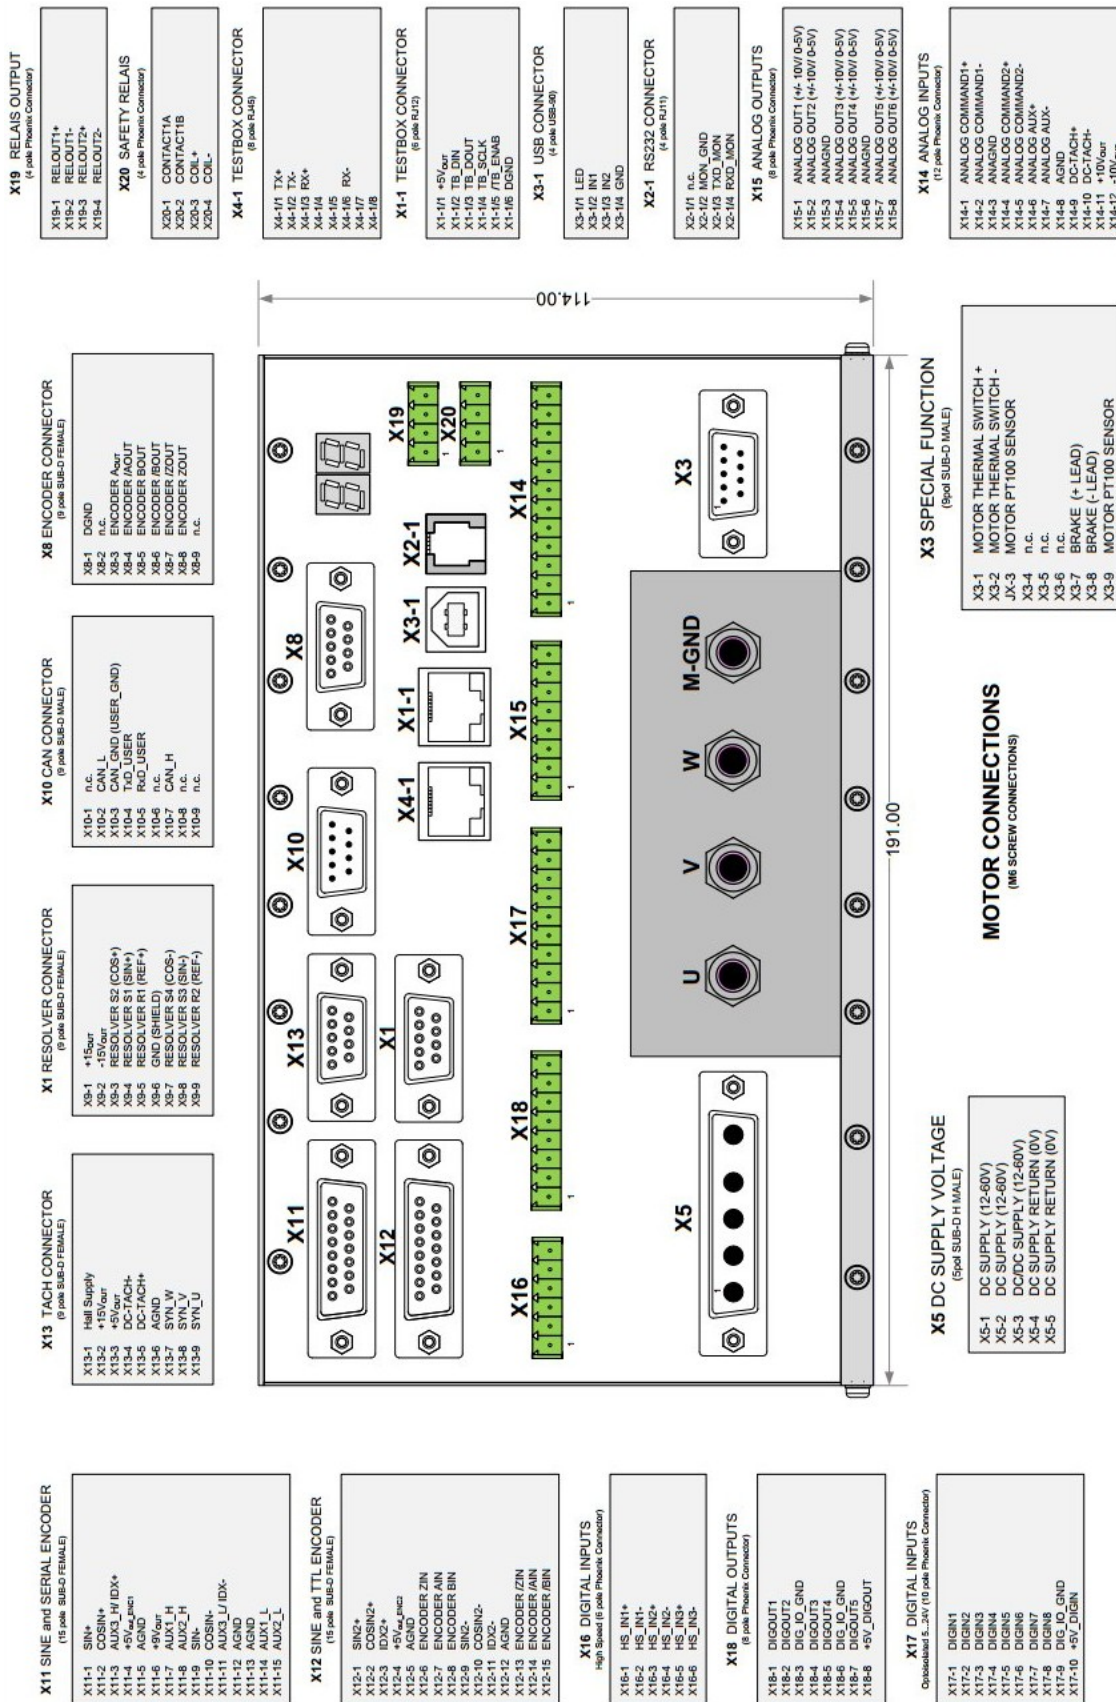 X11 SINE and SERIAL ENCODER
(15 pole SUB-D FEMALE)
X11-1 SIN+
X11-2 COSIN+
X11-3 AUX3_H/ IDX+
X11-4 +5Vout_ENC1
X11-5 AGND
X11-6 +9VOUT
X11-7 AUX1_H
X11-8 AUX2_H
X11-9 SIN-
X11-10 COSIN-
X11-11 AUX3_L/ IDX-
X11-12 AGND
X11-13 AGND
X11-14 AUX1_L
X11-15 AUX2_L
X12 SINE and TTL ENCODER
(15 pole SUB-D FEMALE)
X12-1 SIN2+
X12-2 COSIN2+
X12-3 IDX2+
X12-4 +5Vout_ENC2
X12-5 AGND
X12-6 ENCODER ZIN
X12-7 ENCODER AIN
X12-8 ENCODER BIN
X12-9 SIN2-
X12-10 COSIN2-
X12-11 IDX2-
X12-12 AGND
X12-13 ENCODER /ZIN
X12-14 ENCODER /AIN
X12-15 ENCODER /BIN
X16 DIGITAL INPUTS
High Speed (6 pole Phoenix Connector)
X16-1 HS_IN1+
X16-2 HS_IN1-
X16-3 HS_IN2+
X16-4 HS_IN2-
X16-5 HS_IN3+
X16-6 HS_IN3-
X18 DIGITAL OUTPUTS
(8 pole Phoenix Connector)
X18-1 DIGOUT1
X18-2 DIGOUT2
X18-3 DIG_IO_GND
X18-4 DIGOUT3
X18-5 DIGOUT4
X18-6 DIG_IO_GND
X18-7 DIGOUT5
X18-8 +5V_DIGOUT
X17 DIGITAL INPUTS
Optoisolated 5...24V (10 pole Phoenix Connector)
X17-1 DIGIN1
X17-2 DIGIN2
X17-3 DIGIN3
X17-4 DIGIN4
X17-5 DIGIN5
X17-6 DIGIN6
X17-7 DIGIN7
X17-8 DIGIN8
X17-9 DIG_IO_GND
X17-10 +5V_DIGIN
X13 TACH CONNECTOR
(9 pole SUB-D FEMALE)
X13-1 Hall Supply
X13-2 +15VOUT
X13-3 +5VOUT
X13-4 DC-TACH-
X13-5 DC-TACH+
X13-6 AGND
X13-7 SYN_W
X13-8 SYN_V
X13-9 SYN_U
X1 RESOLVER CONNECTOR
(9 pole SUB-D FEMALE)
X9-1 +15OUT
X9-2 -15VOUT
X9-3 RESOLVER S2 (COS+)
X9-4 RESOLVER S1 (SIN+)
X9-5 RESOLVER R1 (REF+)
X9-6 GND (SHIELD)
X9-7 RESOLVER S4 (COS-)
X9-8 RESOLVER S3 (SIN-)
X9-9 RESOLVER R2 (REF-)
X10 CAN CONNECTOR
(9 pole SUB-D MALE)
X10-1 n.c.
X10-2 CAN_L
X10-3 CAN_GND (USER_GND)
X10-4 TxD_USER
X10-5 RxD_USER
X10-6 n.c.
X10-7 CAN_H
X10-8 n.c.
X10-9 n.c.
X8 ENCODER CONNECTOR
(9 pole SUB-D FEMALE)
X8-1 DGND
X8-2 n.c.
X8-3 ENCODER AOUT
X8-4 ENCODER /AOUT
X8-5 ENCODER BOUT
X8-6 ENCODER /BOUT
X8-7 ENCODER /ZOUT
X8-8 ENCODER ZOUT
X8-9 n.c.
X11 X13 X10 X8
X12 X1 X4-1 X1-1 X3-1 X2-1 X19
X20
1
1
X16 X18 X17 X15 X14
1 1 1 1 1
X5 U V W M-GND X3
1 1
114.00
191.00
X5 DC SUPPLY VOLTAGE
(5pol SUB-D H MALE)
X5-1 DC SUPPLY (12-60V)
X5-2 DC SUPPLY (12-60V)
X5-3 DC/DC SUPPLY (12-60V)
X5-4 DC SUPPLY RETURN (0V)
X5-5 DC SUPPLY RETURN (0V)
MOTOR CONNECTIONS
(M6 SCREW CONNECTIONS)
X3 SPECIAL FUNCTION
(9pol SUB-D MALE)
X3-1 MOTOR THERMAL SWITCH +
X3-2 MOTOR THERMAL SWITCH -
JX-3 MOTOR PT100 SENSOR
X3-4 n.c.
X3-5 n.c.
X3-6 n.c.
X3-7 BRAKE (+ LEAD)
X3-8 BRAKE (- LEAD)
X3-9 MOTOR PT100 SENSOR
X19 RELAIS OUTPUT
(4 pole Phoenix Connector)
X19-1 RELOUT1+
X19-2 RELOUT1-
X19-3 RELOUT2+
X19-4 RELOUT2-
X20 SAFETY RELAIS
(4 pole Phoenix Connector)
X20-1 CONTACT1A
X20-2 CONTACT1B
X20-3 COIL+
X20-4 COIL-
X4-1 TESTBOX CONNECTOR
(8 pole RJ45)
X4-1/1 TX+
X4-1/2 TX-
X4-1/3 RX+
X4-1/4
X4-1/5
X4-1/6 RX-
X4-1/7
X4-1/8
X1-1 TESTBOX CONNECTOR
(6 pole RJ12)
X1-1/1 +5VOUT
X1-1/2 TB_DIN
X1-1/3 TB_DOUT
X1-1/4 TB_SCLK
X1-1/5 /TB_ENAB
X1-1/6 DGND
X3-1 USB CONNECTOR
(4 pole USB-90)
X3-1/1 LED
X3-1/2 IN1
X3-1/3 IN2
X3-1/4 GND
X2-1 RS232 CONNECTOR
(4 pole RJ11)
X2-1/1 n.c.
X2-1/2 MON_GND
X2-1/3 TXD_MON
X2-1/4 RXD_MON
X15 ANALOG OUTPUTS
(8 pole Phoenix Connector)
X15-1 ANALOG OUT1 (+/-10V/ 0-5V)
X15-2 ANALOG OUT2 (+/-10V/ 0-5V)
X15-3 ANAGND
X15-4 ANALOG OUT3 (+/-10V/ 0-5V)
X15-5 ANALOG OUT4 (+/-10V/ 0-5V)
X15-6 ANAGND
X15-7 ANALOG OUT5 (+/-10V/ 0-5V)
X15-8 ANALOG OUT6 (+/-10V/ 0-5V)
X14 ANALOG INPUTS
(12 pole Phoenix Connector)
X14-1 ANALOG COMMAND1+
X14-2 ANALOG COMMAND1-
X14-3 ANAGND
X14-4 ANALOG COMMAND2+
X14-5 ANALOG COMMAND2-
X14-6 ANALOG AUX+
X14-7 ANALOG AUX-
X14-8 AGND
X14-9 DC-TACH+
X14-10 DC-TACH-
X14-11 +10VOUT
X14-12 -10VOUT